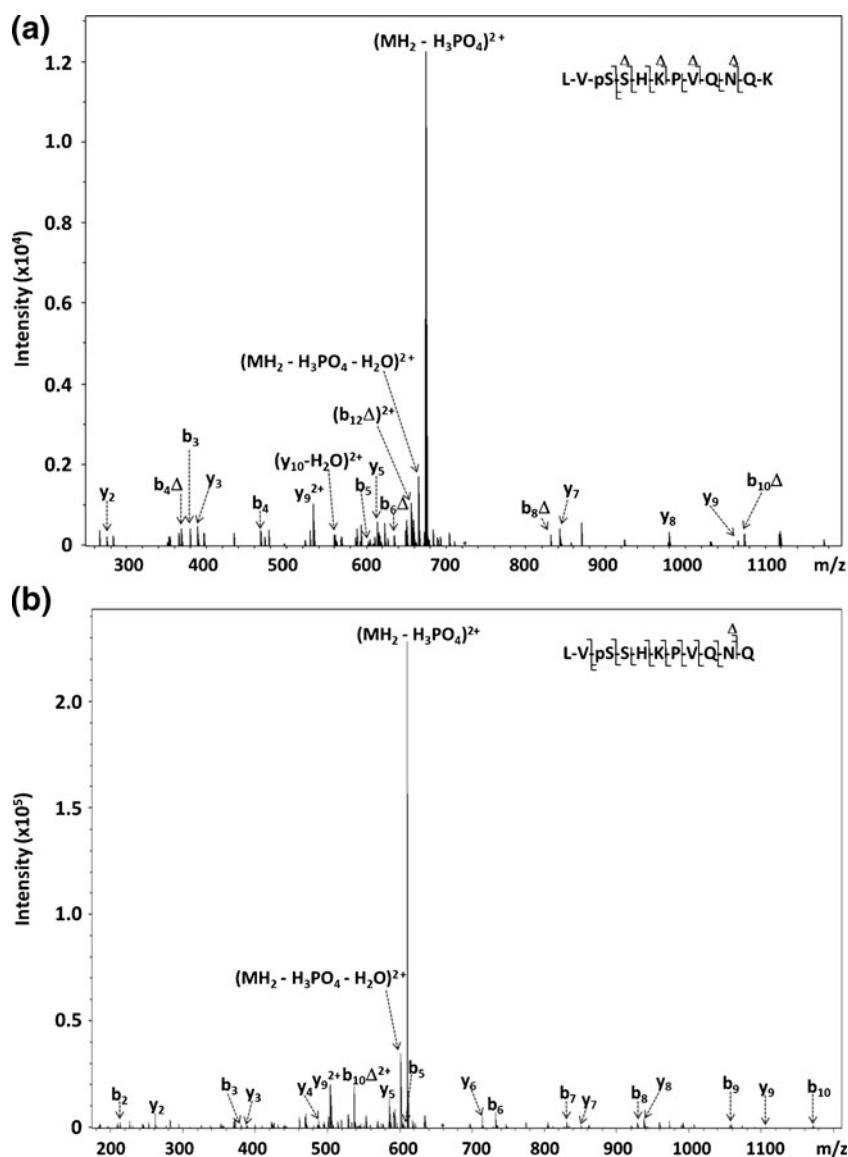 (a)
(MH₂ - H₃PO₄)²⁺
Δ Δ Δ Δ
L-V-pS-S-H-K-P-V-Q-N-Q-K
1.2
1.0
0.8
0.6
0.4
0.2
0
Intensity (x10⁴)
(MH₂ - H₃PO₄ - H₂O)²⁺
(b₁₂Δ)²⁺
b₃
(y₁₀-H₂O)²⁺
b₄Δ
y₃
y₂
b₄
y₉²⁺
b₅
y₅
b₆Δ
b₈Δ
y₇
y₈
y₉
b₁₀Δ
300 400 500 600 700 800 900 1000 1100 m/z
(b)
(MH₂ - H₃PO₄)²⁺
Δ
L-V-pS-S-H-K-P-V-Q-N-Q
2.0
1.5
1.0
0.5
0
Intensity (x10⁵)
(MH₂ - H₃PO₄ - H₂O)²⁺
b₂
y₂
b₃
y₃
y₄
y₉²⁺
b₁₀Δ²⁺
y₅
b₅
y₆
b₆
b₇
y₇
b₈
y₈
b₉
y₉
b₁₀
200 300 400 500 600 700 800 900 1000 1100 m/z